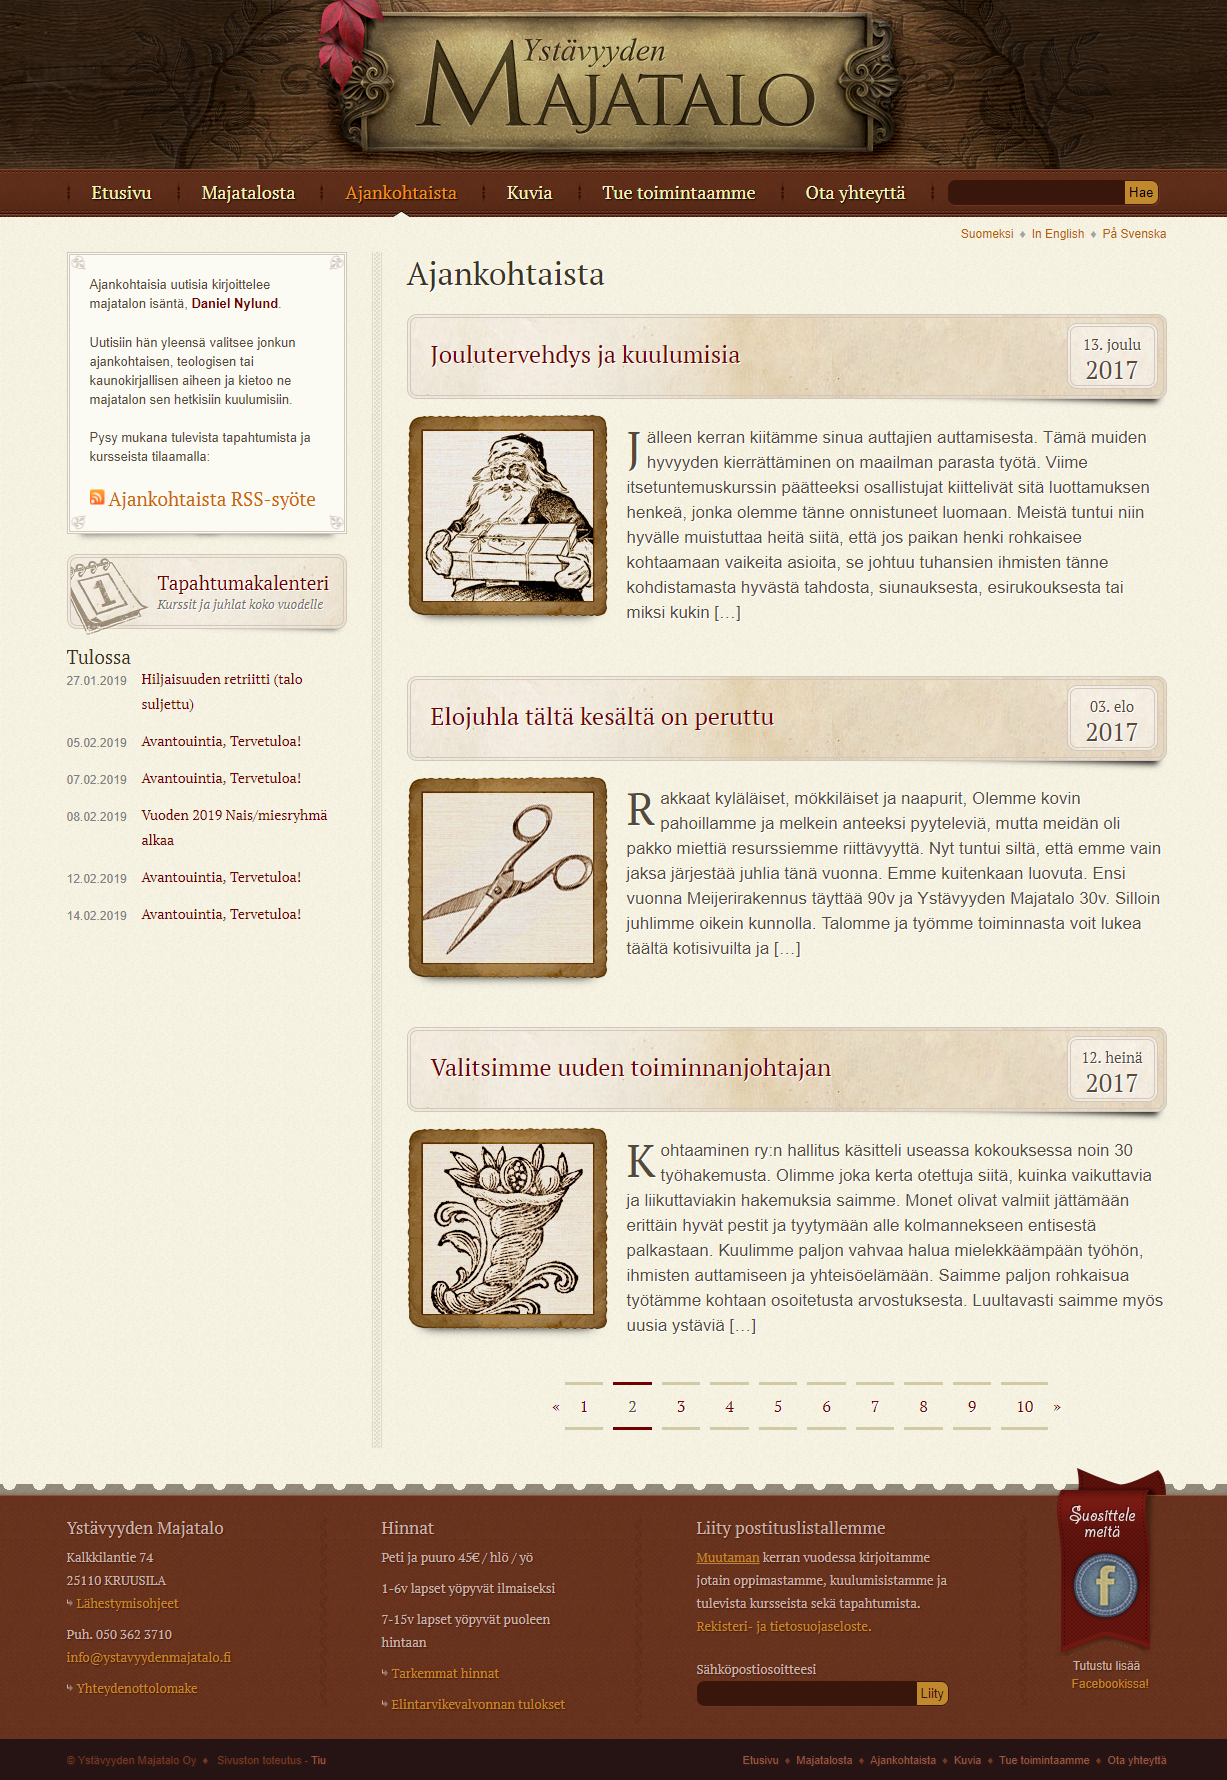 Ystävyyden
MAJATALO
Etusivu
Majatalosta
Ajankohtaista
Kuvia
Tue toimintaamme
Ota yhteyttä
Hae
Suomeksi ♦ In English ♦ På Svenska
Ajankohtaisia uutisia kirjoittelee
majatalon isäntä, Daniel Nylund.
Uutisiin hän yleensä valitsee jonkun
ajankohtaisen, teologisen tai
kaunokirjallisen aiheen ja kietoo ne
majatalon sen hetkisiin kuulumisiin.
Pysy mukana tulevista tapahtumista ja
kursseista tilaamalla:
Ajankohtaista RSS-syöte
1
Tapahtumakalenteri
Kurssit ja juhlat koko vuodelle
Tulossa
27.01.2019 Hiljaisuuden retriitti (talo
suljettu)
05.02.2019 Avantouintia, Tervetuloa!
07.02.2019 Avantouintia, Tervetuloa!
08.02.2019 Vuoden 2019 Nais/miesryhmä
alkaa
12.02.2019 Avantouintia, Tervetuloa!
14.02.2019 Avantouintia, Tervetuloa!
Ajankohtaista
Joulutervehdys ja kuulumisia
13. joulu
2017
Jälleen kerran kiitämme sinua auttajien auttamisesta. Tämä muiden
hyvyyden kierrättäminen on maailman parasta työtä. Viime
itsetuntemuskurssin päätteeksi osallistujat kiittelivät sitä luottamuksen
henkeä, jonka olemme tänne onnistuneet luomaan. Meistä tuntui niin
hyvälle muistuttaa heitä siitä, että jos paikan henki rohkaisee
kohtaamaan vaikeita asioita, se johtuu tuhansien ihmisten tänne
kohdistamasta hyvästä tahdosta, siunauksesta, esirukouksesta tai
miksi kukin […]
Elojuhla tältä kesältä on peruttu
03. elo
2017
Rakkaat kyläläiset, mökkiläiset ja naapurit, Olemme kovin
pahoillamme ja melkein anteeksi pyyteleviä, mutta meidän oli
pakko miettiä resurssiemme riittävyyttä. Nyt tuntui siltä, että emme vain
jaksa järjestää juhlia tänä vuonna. Emme kuitenkaan luovuta. Ensi
vuonna Meijerirakennus täyttää 90v ja Ystävyyden Majatalo 30v. Silloin
juhlimme oikein kunnolla. Talomme ja työmme toiminnasta voit lukea
täältä kotisivuilta ja […]
Valitsimme uuden toiminnanjohtajan
12. heinä
2017
Kohtaaminen ry:n hallitus käsitteli useassa kokouksessa noin 30
työhakemusta. Olimme joka kerta otettuja siitä, kuinka vaikuttavia
ja liikuttaviakin hakemuksia saimme. Monet olivat valmiit jättämään
erittäin hyvät pestit ja tyytymään alle kolmannekseen entisestä
palkastaan. Kuulimme paljon vahvaa halua mielekkäämpään työhön,
ihmisten auttamiseen ja yhteisöelämään. Saimme paljon rohkaisua
työtämme kohtaan osoitetusta arvostuksesta. Luultavasti saimme myös
uusia ystäviä […]
« 1 2 3 4 5 6 7 8 9 10 »
Ystävyyden Majatalo
Kalkkilantie 74
25110 KRUUSILA
Lähestymisohjeet
Puh. 050 362 3710
info@ystavyydenmajatalo.fi
Yhteydenottolomake
Hinnat
Peti ja puuro 45€ / hlö / yö
1-6v lapset yöpyvät ilmaiseksi
7-15v lapset yöpyvät puoleen
hintaan
Tarkemmat hinnat
Elintarvikevalvonnan tulokset
Liity postituslistallemme
Muutaman kerran vuodessa kirjoitamme
jotain oppimastamme, kuulumisistamme ja
tulevista kursseista sekä tapahtumista.
Rekisteri- ja tietosuojaseloste.
Sähköpostiosoitteesi
Liity
Suosittele
meitä
f
Tutustu lisää
Facebookissa!
© Ystävyyden Majatalo Oy ♦ Sivuston toteutus - Tiu
Etusivu ♦ Majatalosta ♦ Ajankohtaista ♦ Kuvia ♦ Tue toimintaamme ♦ Ota yhteyttä